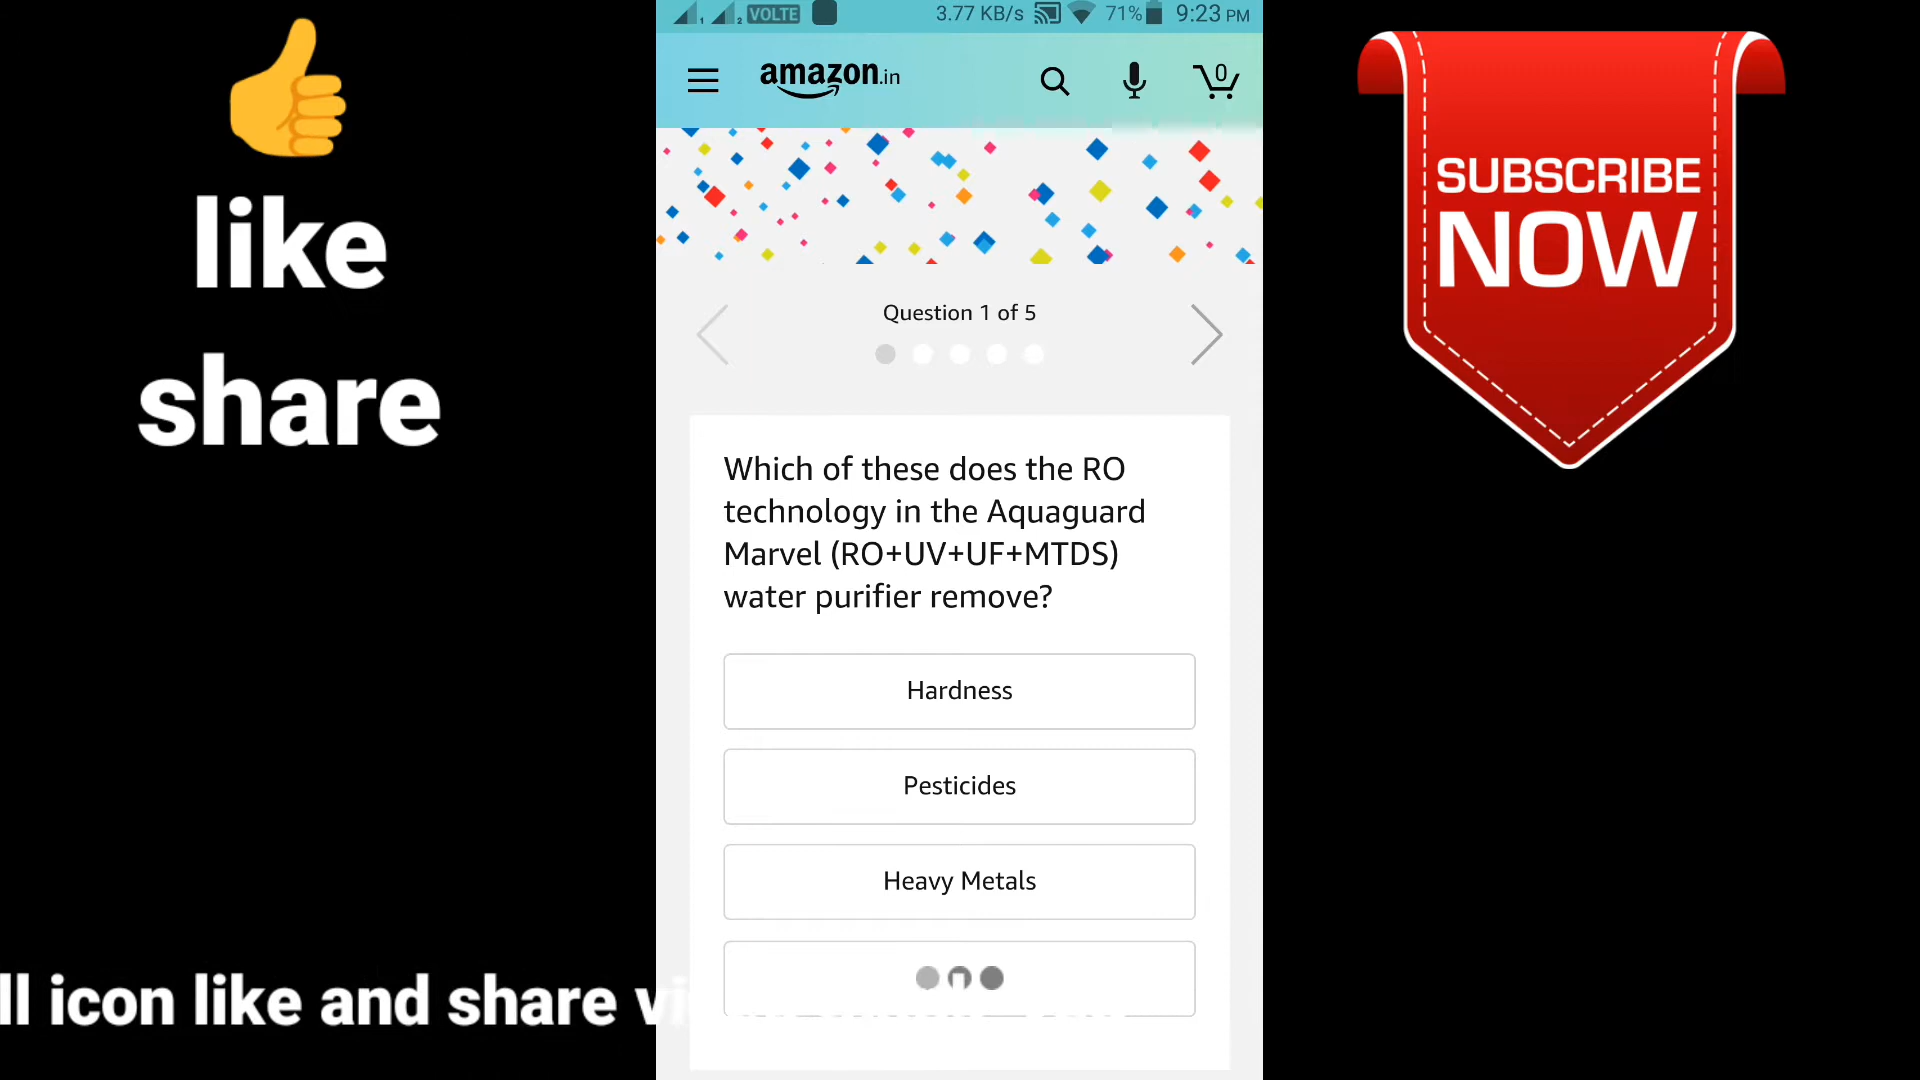 1 2 VOLTE 3.77 KB/s 71% 9:23 PM
amazon.in 0
like
share
SUBSCRIBE
NOW
Question 1 of 5
Which of these does the RO
technology in the Aquaguard
Marvel (RO+UV+UF+MTDS)
water purifier remove?
Hardness
Pesticides
Heavy Metals
ll icon like and share